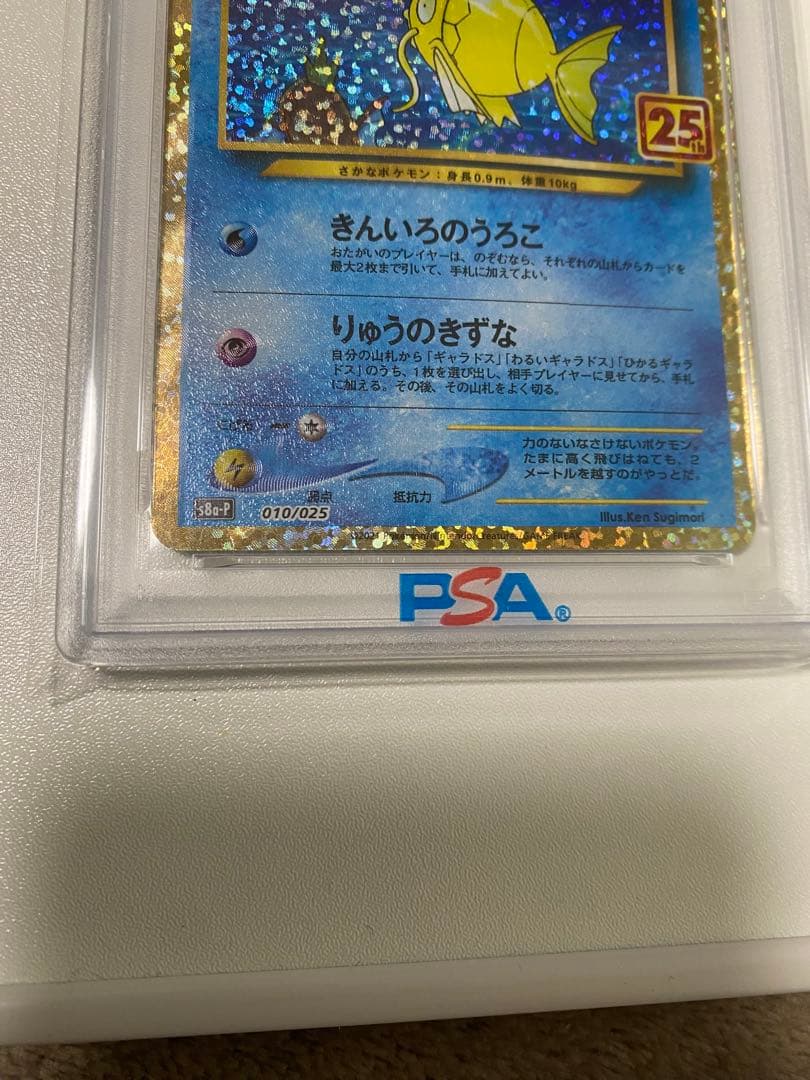 25th
さかなポケモン：身長0.9m、体重10kg
きんいろのうろこ
おたがいのプレイヤーは、のぞむなら、それぞれの山札からカードを
最大2枚まで引いて、手札に加えてよい。
りゅうのきずな
自分の山札から「ギャラドス」「わるいギャラドス」「ひかるギャラ
ドス」のうち、1枚を選び出し、相手プレイヤーに見せてから、手札
に加える。その後、その山札をよく切る。
にげる
力のないなさけないポケモン。
たまに高く飛びはねても、2
メートルを越すのがやっとだ。
弱点
抵抗力
s8a-P
010/025
Illus.Ken Sugimori
©2021 Pokémon/Nintendo/Creatures/GAME FREAK.
PSA®